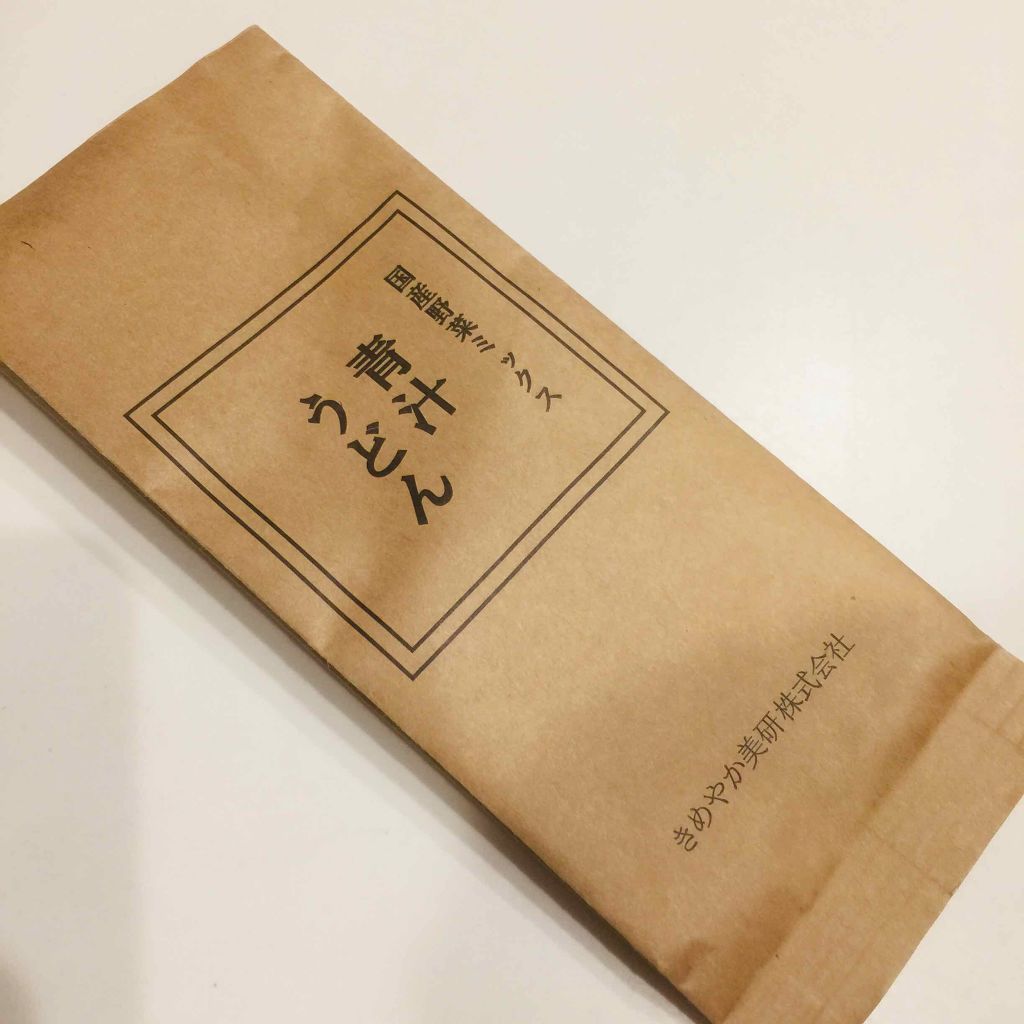 国産野菜ミックス
青汁
うどん
きめやか美研株式会社